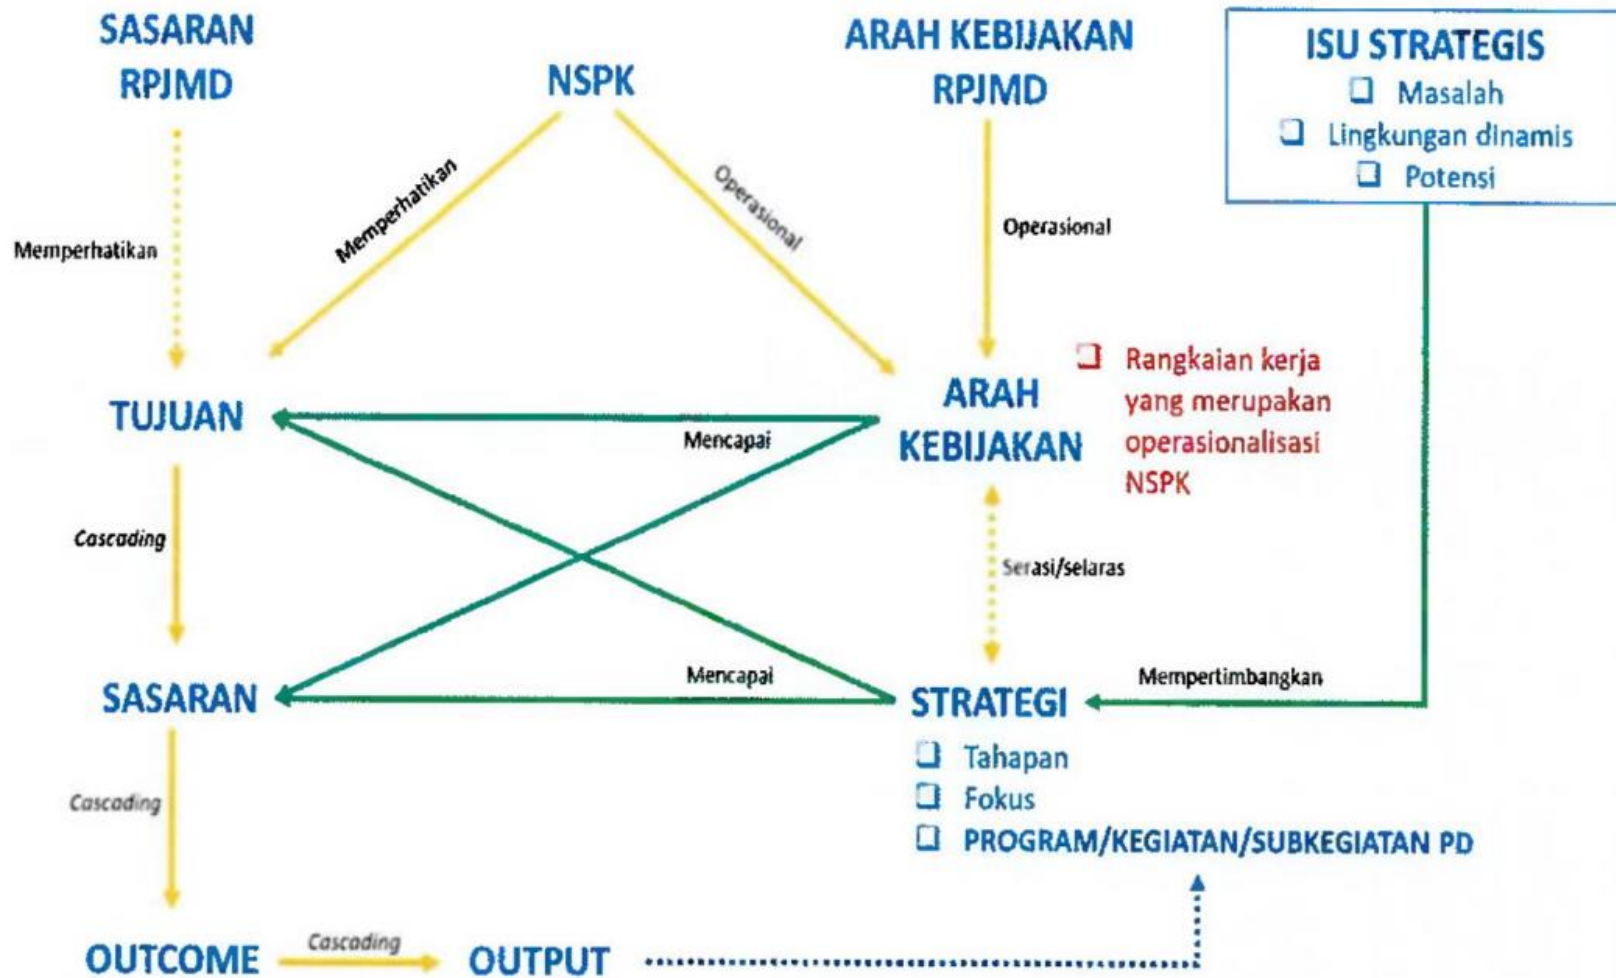 SASARAN
RPJMD
NSPK
ARAH KEBIJAKAN
RPJMD
ISU STRATEGIS
❑ Masalah
❑ Lingkungan dinamis
❑ Potensi
Memperhatikan
Memperhatikan
Operasional
Operasional
TUJUAN
Mencapai
ARAH
KEBIJAKAN
❑ Rangkaian kerja
yang merupakan
operasionalisasi
NSPK
Cascading
Serasi/selaras
SASARAN
Mencapai
STRATEGI
Mempertimbangkan
❑ Tahapan
❑ Fokus
❑ PROGRAM/KEGIATAN/SUBKEGIATAN PD
Cascading
OUTCOME
Cascading
OUTPUT